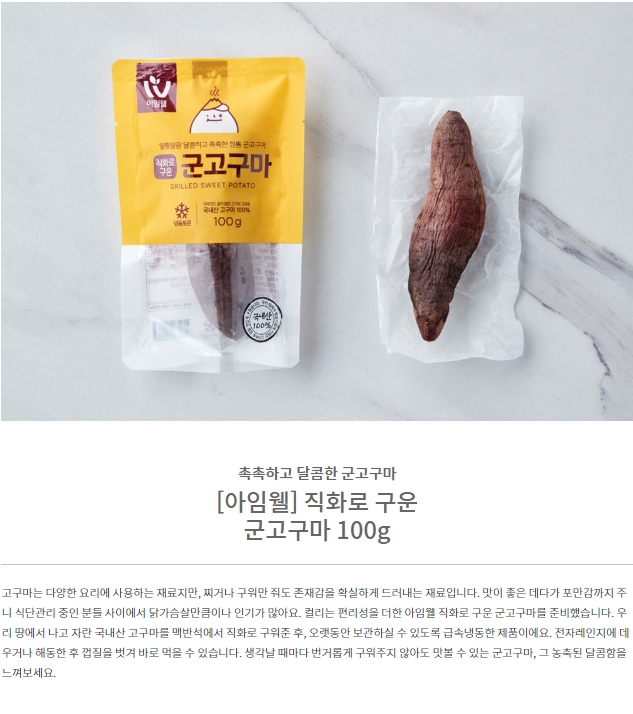 아임웰
말랑말랑 달콤하고 촉촉한 정통 군고구마
직화로
구운
군고구마
GRILLED SWEET POTATO
냉동보관
국내산 고구마 100%
100g
국내산
100%
촉촉하고 달콤한 군고구마
[아임웰] 직화로 구운
군고구마 100g
고구마는 다양한 요리에 사용하는 재료지만, 찌거나 구워만 줘도 존재감을 확실하게 드러내는 재료입니다. 맛이 좋은 데다가 포만감까지 주
니 식단관리 중인 분들 사이에서 닭가슴살만큼이나 인기가 많아요. 컬리는 편리성을 더한 아임웰 직화로 구운 군고구마를 준비했습니다. 우
리 땅에서 나고 자란 국내산 고구마를 맥반석에서 직화로 구워준 후, 오랫동안 보관하실 수 있도록 급속냉동한 제품이에요. 전자레인지에 데
우거나 해동한 후 껍질을 벗겨 바로 먹을 수 있습니다. 생각날 때마다 번거롭게 구워주지 않아도 맛볼 수 있는 군고구마, 그 농축된 달콤함을
느껴보세요.